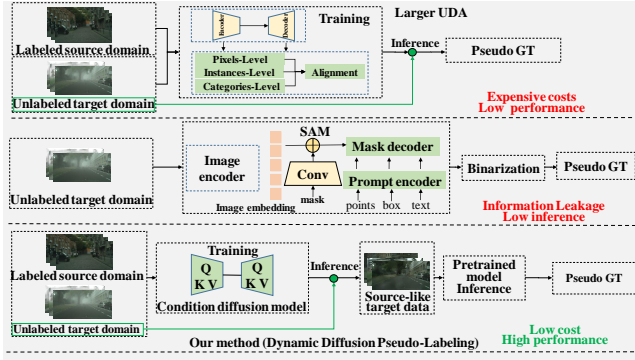 Training
Larger UDA
Encoder
Decoder
Labeled source domain
Pixels-Level
Instances-Level
Categories-Level
Alignment
Inference
Pseudo GT
Unlabeled target domain
Expensive costs
Low performance
SAM
Image
encoder
Conv
Mask decoder
Prompt encoder
Image embedding
mask
points
box
text
Unlabeled target domain
Binarization
Pseudo GT
Information Leakage
Low inference
Labeled source domain
Training
Q
K V
Q
K V
Condition diffusion model
Inference
Source-like
target data
Pretrained
model
Inference
Pseudo GT
Unlabeled target domain
Low cost
High performance
Our method (Dynamic Diffusion Pseudo-Labeling)